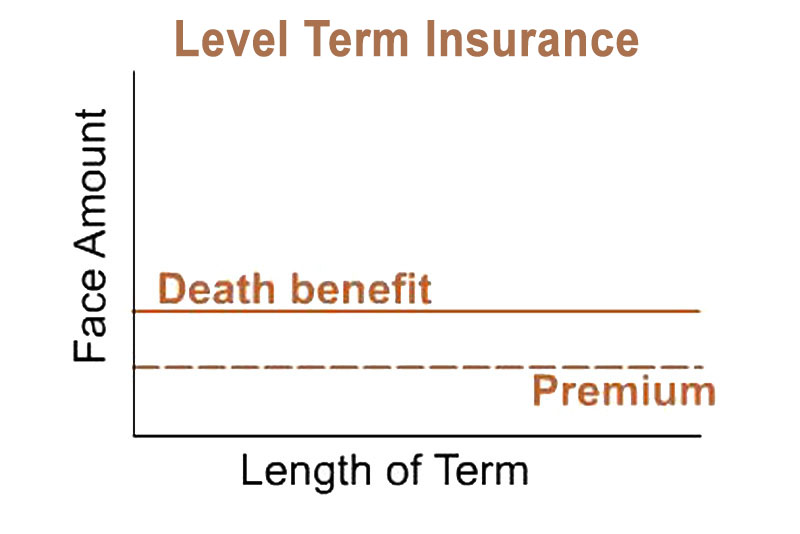 Level Term Insurance
Face Amount
Death benefit
Premium
Length of Term